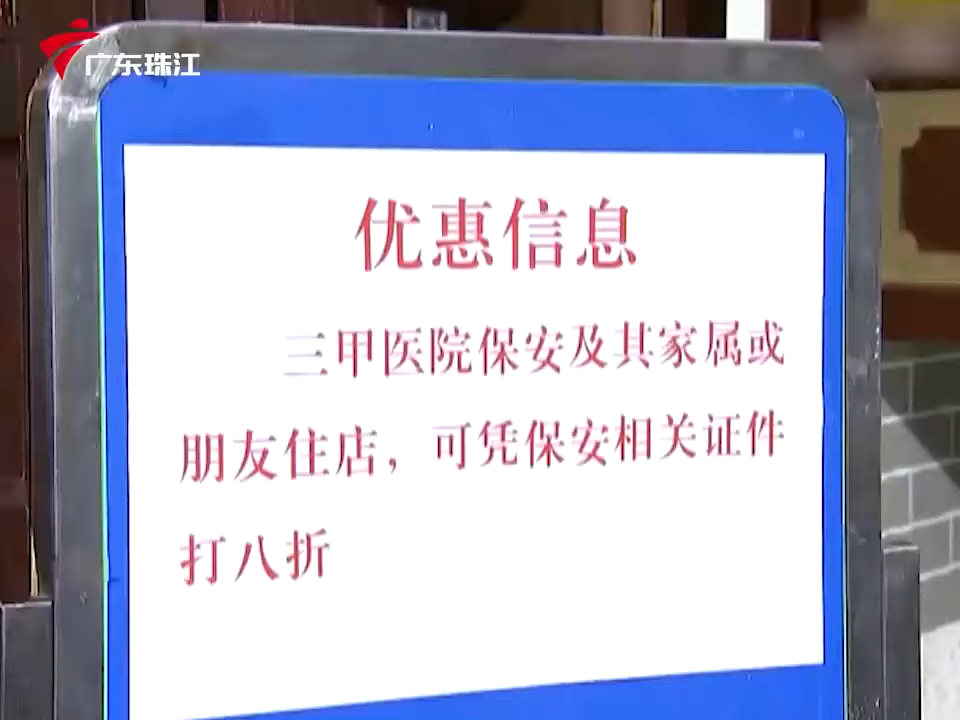 广东珠江
优惠信息
三甲医院保安及其家属或
朋友住店，可凭保安相关证件
打八折